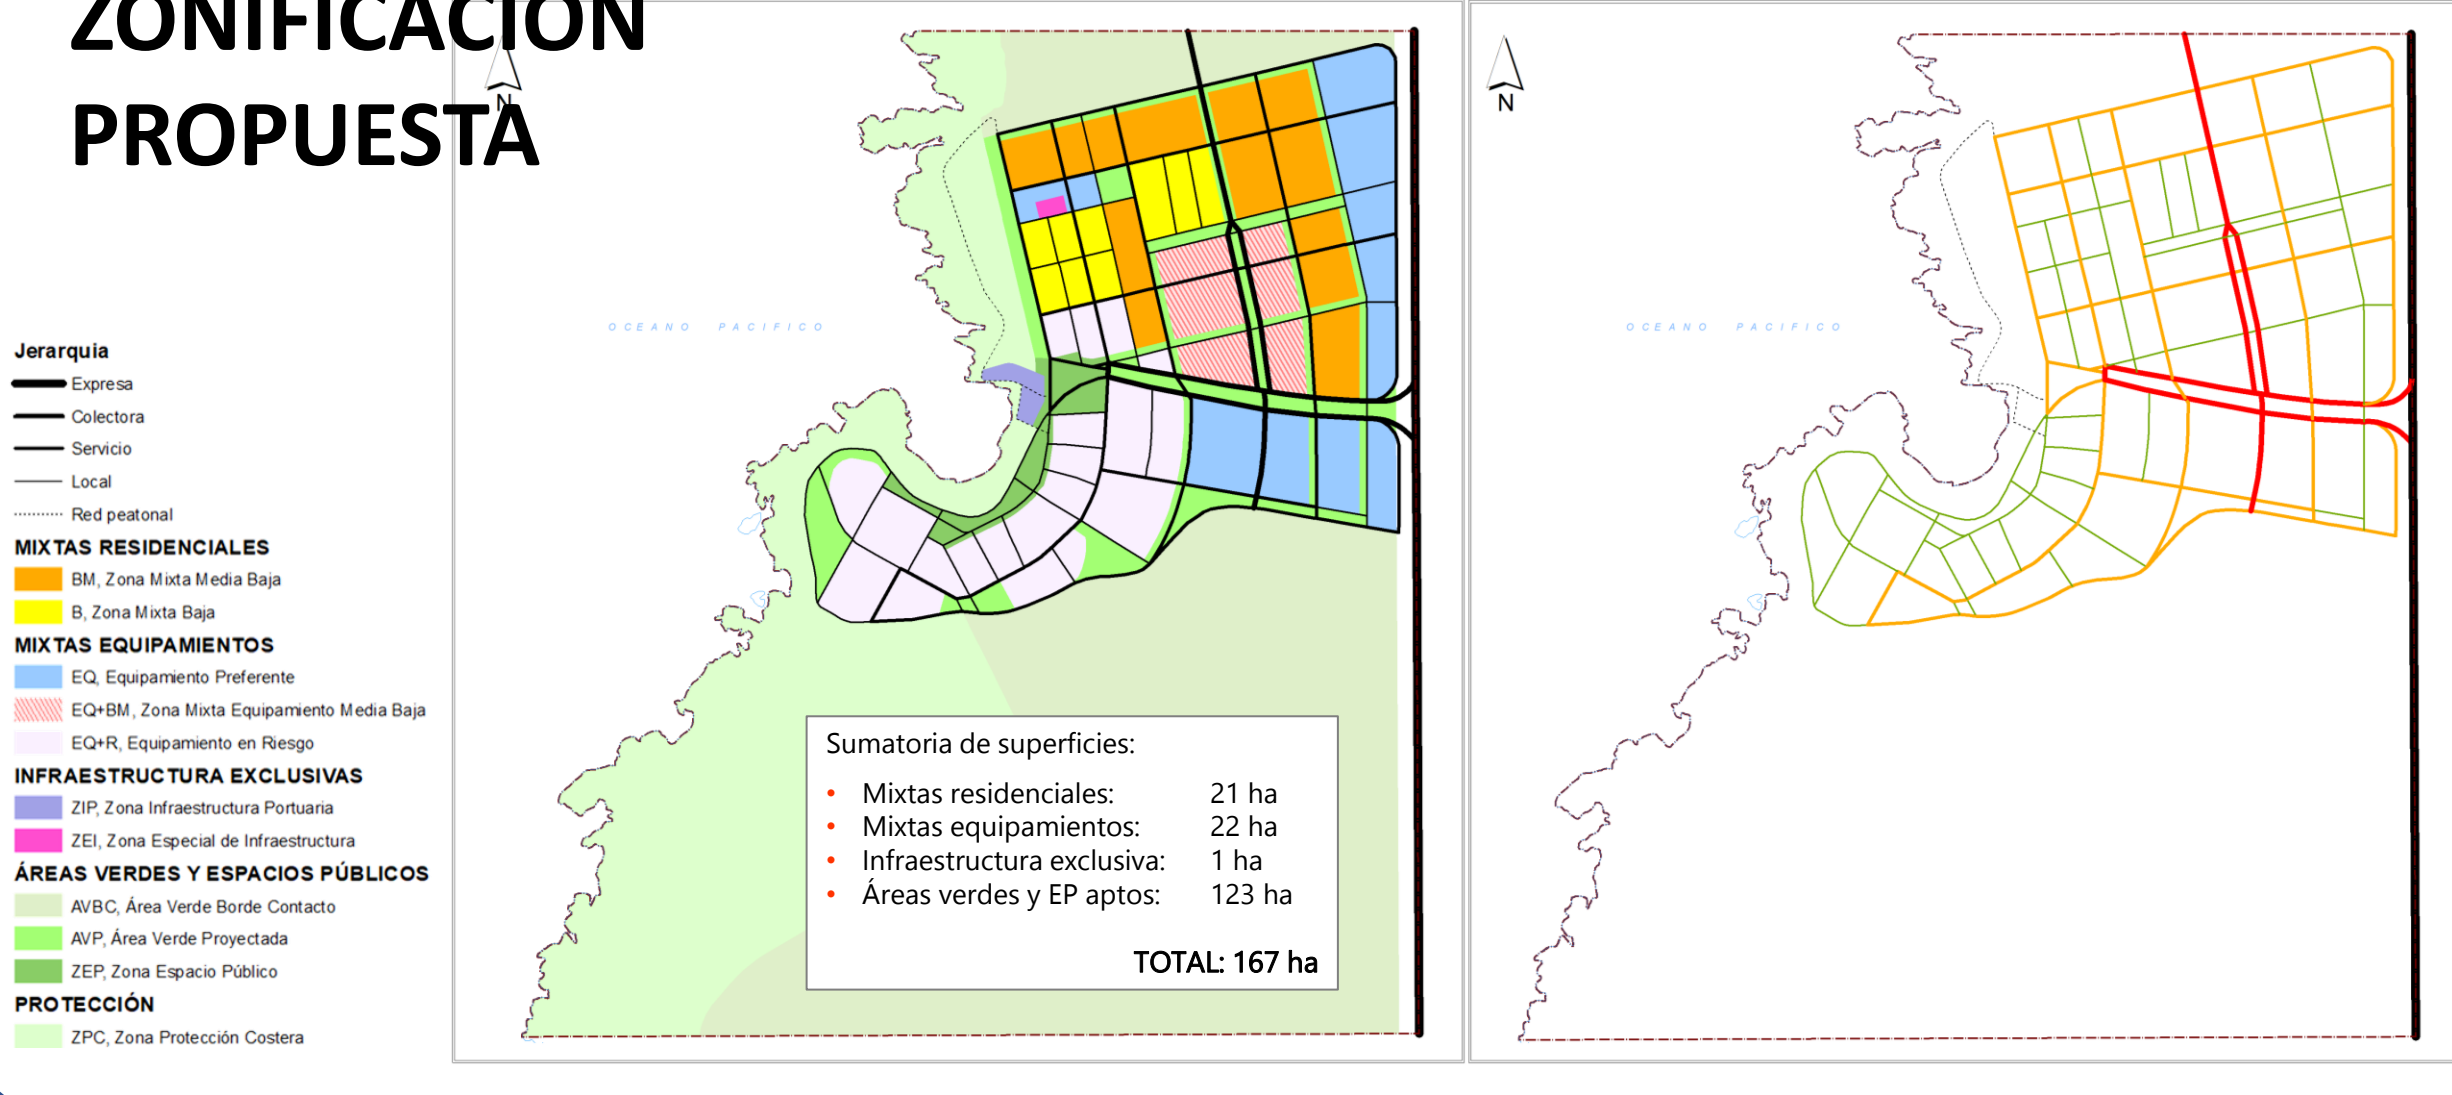 ZONIFICACIÓN
PROPUESTA
Jerarquia
Expresa
Colectora
Servicio
Local
Red peatonal
MIXTAS RESIDENCIALES
BM, Zona Mixta Media Baja
B, Zona Mixta Baja
MIXTAS EQUIPAMIENTOS
EQ, Equipamiento Preferente
EQ+BM, Zona Mixta Equipamiento Media Baja
EQ+R, Equipamiento en Riesgo
INFRAESTRUCTURA EXCLUSIVAS
ZIP, Zona Infraestructura Portuaria
ZEI, Zona Especial de Infraestructura
ÁREAS VERDES Y ESPACIOS PÚBLICOS
AVBC, Área Verde Borde Contacto
AVP, Área Verde Proyectada
ZEP, Zona Espacio Público
PROTECCIÓN
ZPC, Zona Protección Costera
N
OCEANO PACIFICO
Sumatoria de superficies:
• Mixtas residenciales: 21 ha
• Mixtas equipamientos: 22 ha
• Infraestructura exclusiva: 1 ha
• Áreas verdes y EP aptos: 123 ha
TOTAL: 167 ha
N
OCEANO PACIFICO